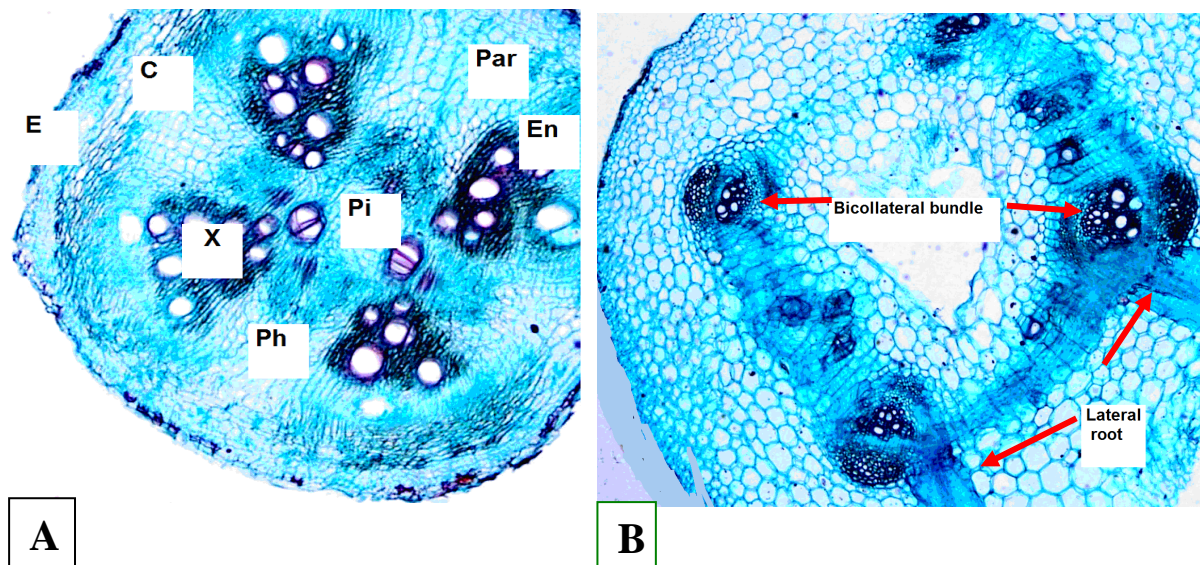 C
Par
E
En
Pi
X
Ph
A
Bicollateral bundle
Lateral
root
B